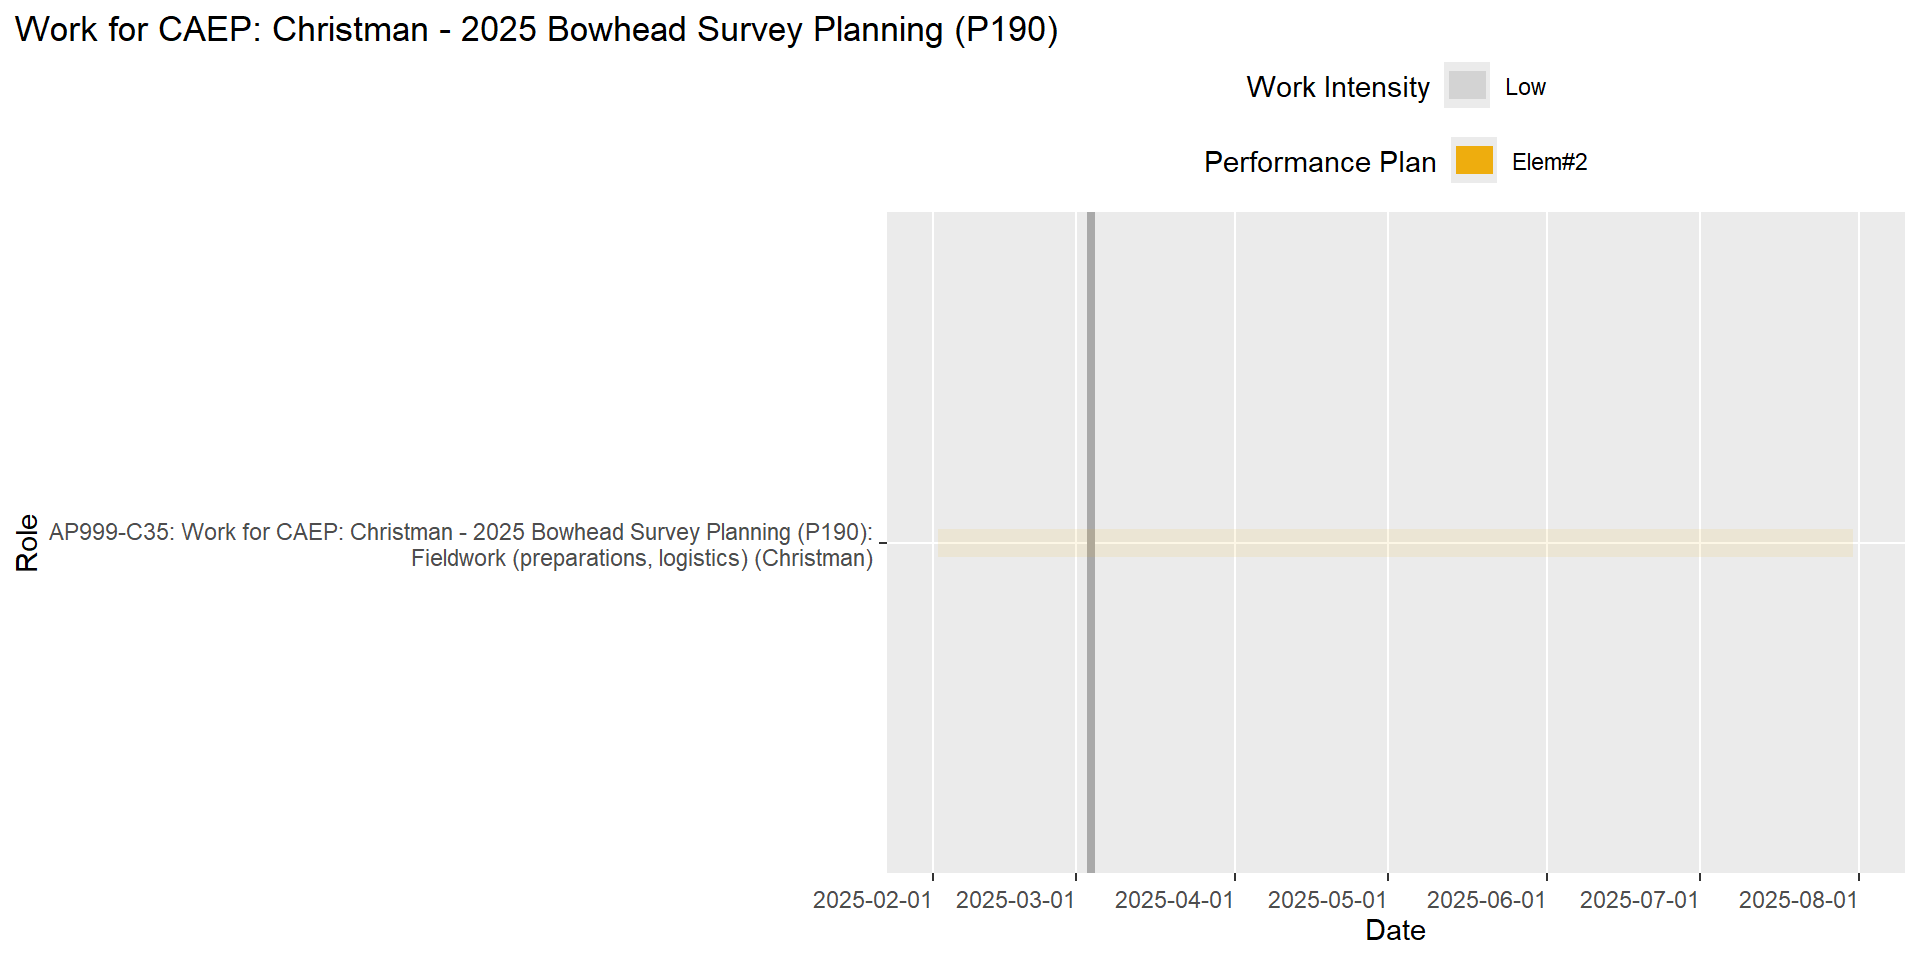 Work for CAEP: Christman - 2025 Bowhead Survey Planning (P190)
Work Intensity
Low
Performance Plan
Elem#2
Role
AP999-C35: Work for CAEP: Christman - 2025 Bowhead Survey Planning (P190):
Fieldwork (preparations, logistics) (Christman)
2025-02-01
2025-03-01
2025-04-01
2025-05-01
2025-06-01
2025-07-01
2025-08-01
Date